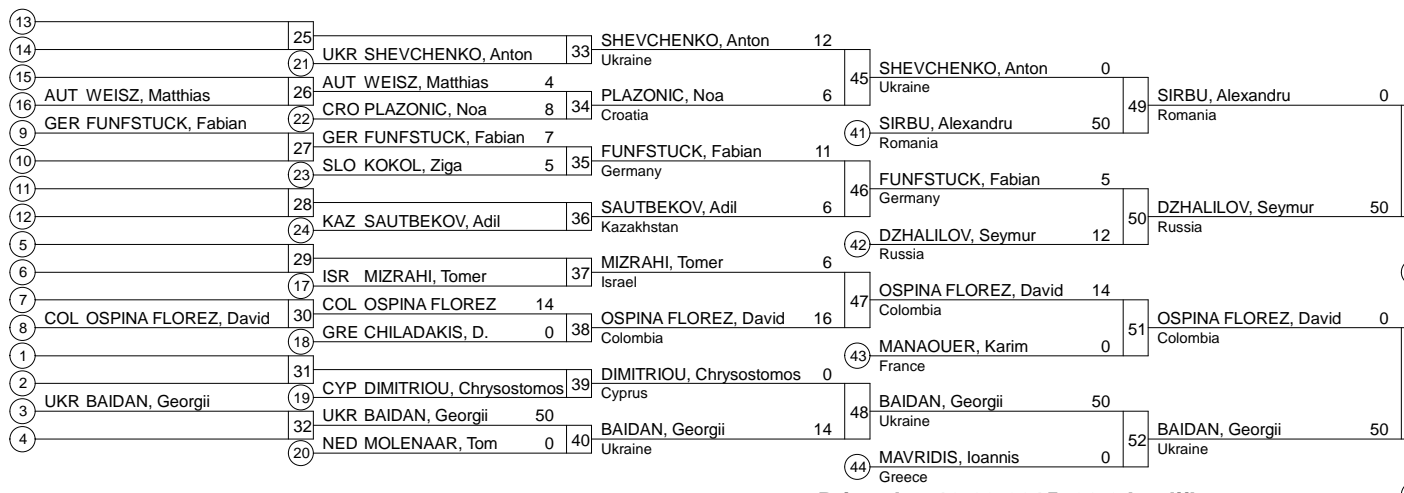 13
25
14
UKR SHEVCHENKO, Anton
21
33
SHEVCHENKO, Anton 12
Ukraine
15
26
16
AUT WEISZ, Matthias
AUT WEISZ, Matthias 4
CRO PLAZONIC, Noa 8
22
34
PLAZONIC, Noa 6
Croatia
45
SHEVCHENKO, Anton 0
Ukraine
41
SIRBU, Alexandru 50
Romania
49
SIRBU, Alexandru 0
Romania
9
GER FUNFSTUCK, Fabian
27
10
GER FUNFSTUCK, Fabian 7
SLO KOKOL, Ziga 5
23
35
FUNFSTUCK, Fabian 11
Germany
11
28
12
KAZ SAUTBEKOV, Adil
24
36
SAUTBEKOV, Adil 6
Kazakhstan
46
FUNFSTUCK, Fabian 5
Germany
42
DZHALILOV, Seymur 12
Russia
50
DZHALILOV, Seymur 50
Russia
5
29
6
ISR MIZRAHI, Tomer
17
37
MIZRAHI, Tomer 6
Israel
7
30
8
COL OSPINA FLOREZ, David
COL OSPINA FLOREZ 14
GRE CHILADAKIS, D. 0
18
38
OSPINA FLOREZ, David 16
Colombia
47
OSPINA FLOREZ, David 14
Colombia
43
MANAOUER, Karim 0
France
51
OSPINA FLOREZ, David 0
Colombia
1
31
2
CYP DIMITRIOU, Chrysostomos
19
39
DIMITRIOU, Chrysostomos 0
Cyprus
3
UKR BAIDAN, Georgii
32
4
UKR BAIDAN, Georgii 50
NED MOLENAAR, Tom 0
20
40
BAIDAN, Georgii 14
Ukraine
48
BAIDAN, Georgii 50
Ukraine
44
MAVRIDIS, Ioannis 0
Greece
52
BAIDAN, Georgii 50
Ukraine